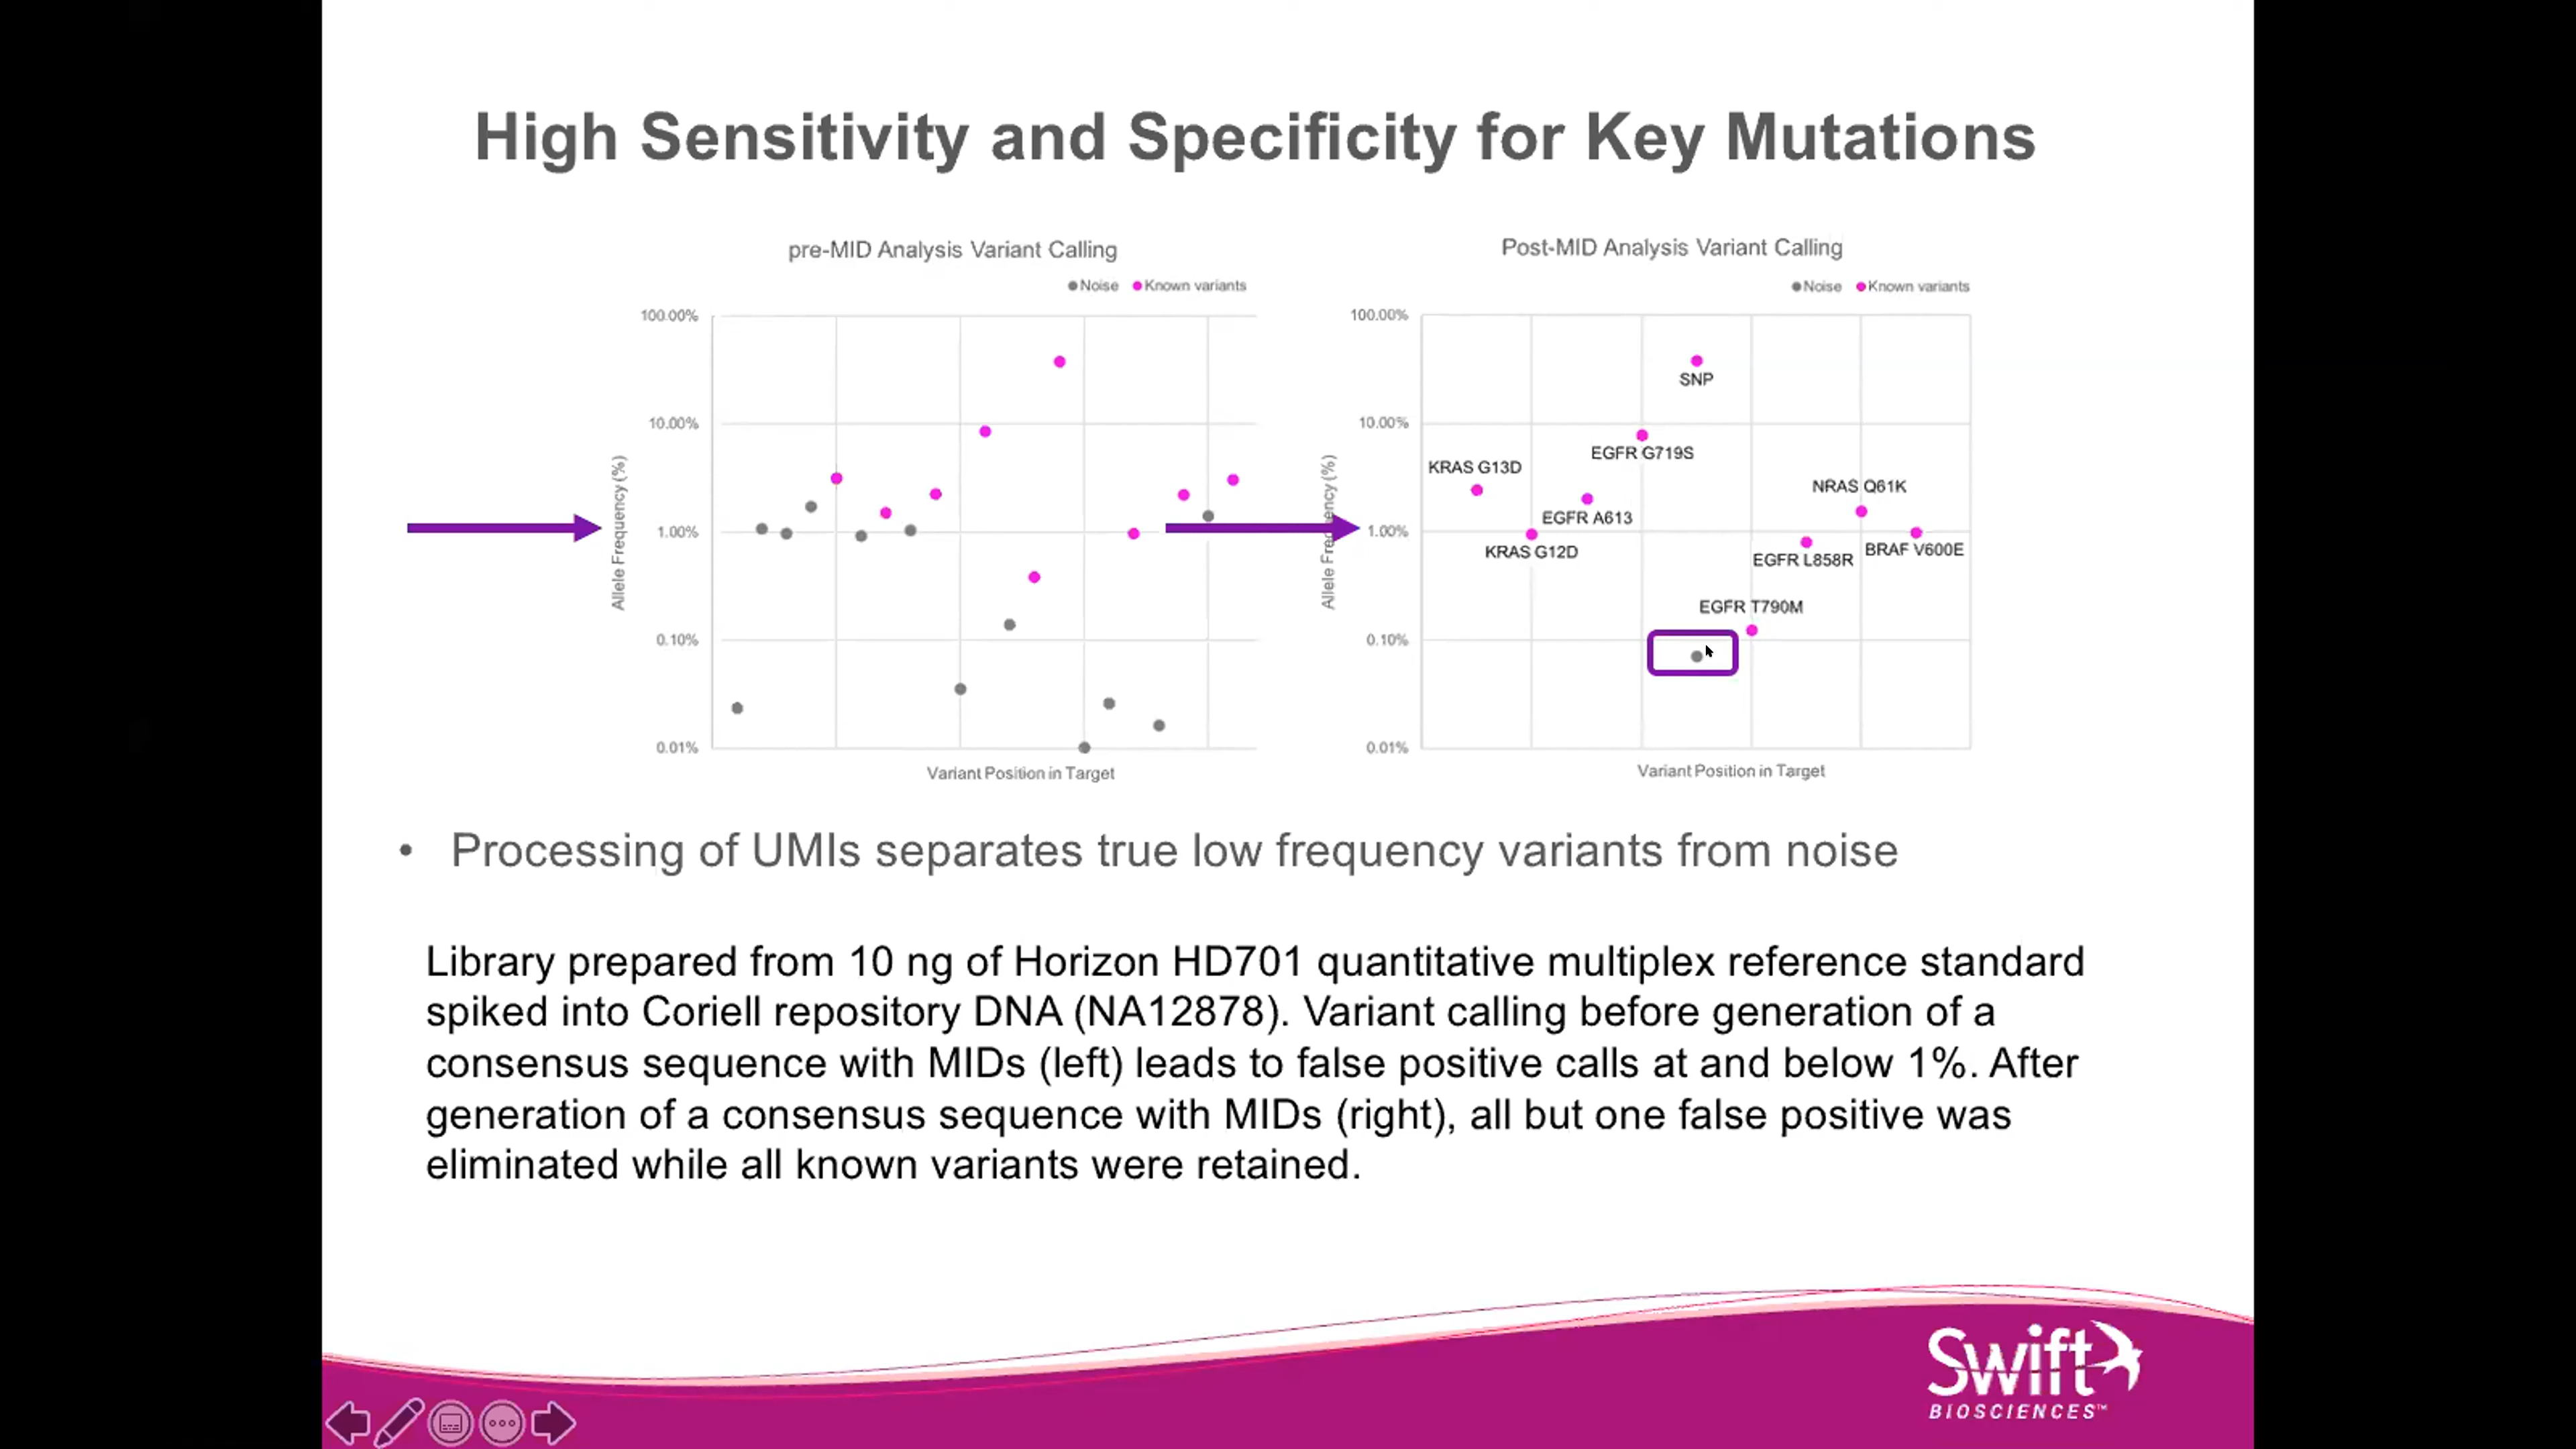 High Sensitivity and Specificity for Key Mutations
pre-MID Analysis Variant Calling
Noise Known variants
100.00%
10.00%
1.00%
0.10%
0.01%
Allele Frequency (%)
Variant Position in Target
Post-MID Analysis Variant Calling
Noise Known variants
100.00%
10.00%
1.00%
0.10%
0.01%
Allele Frequency (%)
SNP
EGFR G719S
KRAS G13D
NRAS Q61K
EGFR A613
KRAS G12D
BRAF V600E
EGFR L858R
EGFR T790M
Variant Position in Target
• Processing of UMIs separates true low frequency variants from noise
Library prepared from 10 ng of Horizon HD701 quantitative multiplex reference standard
spiked into Coriell repository DNA (NA12878). Variant calling before generation of a
consensus sequence with MIDs (left) leads to false positive calls at and below 1%. After
generation of a consensus sequence with MIDs (right), all but one false positive was
eliminated while all known variants were retained.
Swift
BIOSCIENCES™